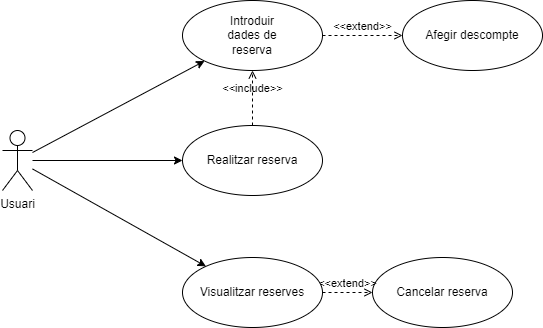 Introduir
dades de
reserva
<<extend>>
Afegir descompte
<<include>>
Realitzar reserva
Usuari
Visualitzar reserves
<<extend>>
Cancelar reserva